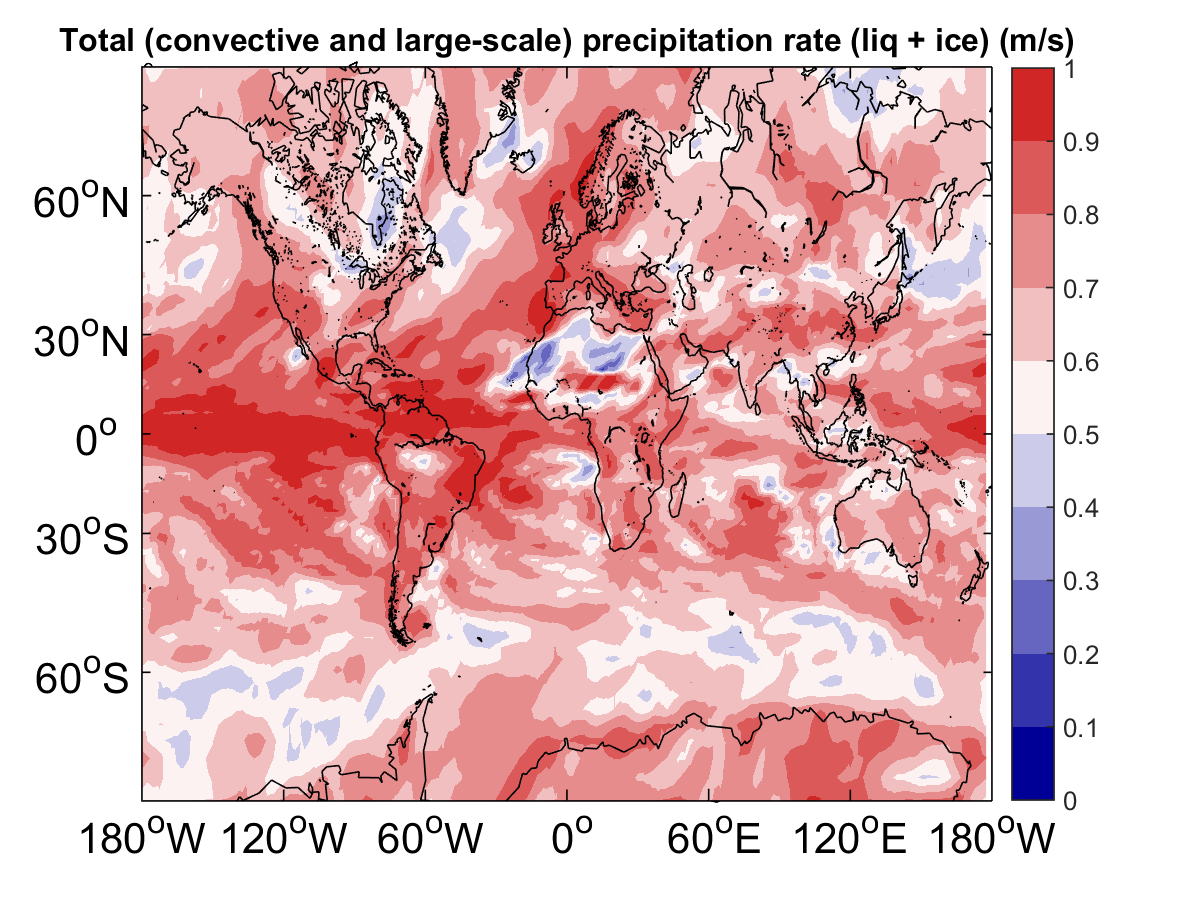 Total (convective and large-scale) precipitation rate (liq + ice) (m/s)
60°N
30°N
0°
30°S
60°S
180°W 120°W 60°W 0° 60°E 120°E 180°W
1
0.9
0.8
0.7
0.6
0.5
0.4
0.3
0.2
0.1
0